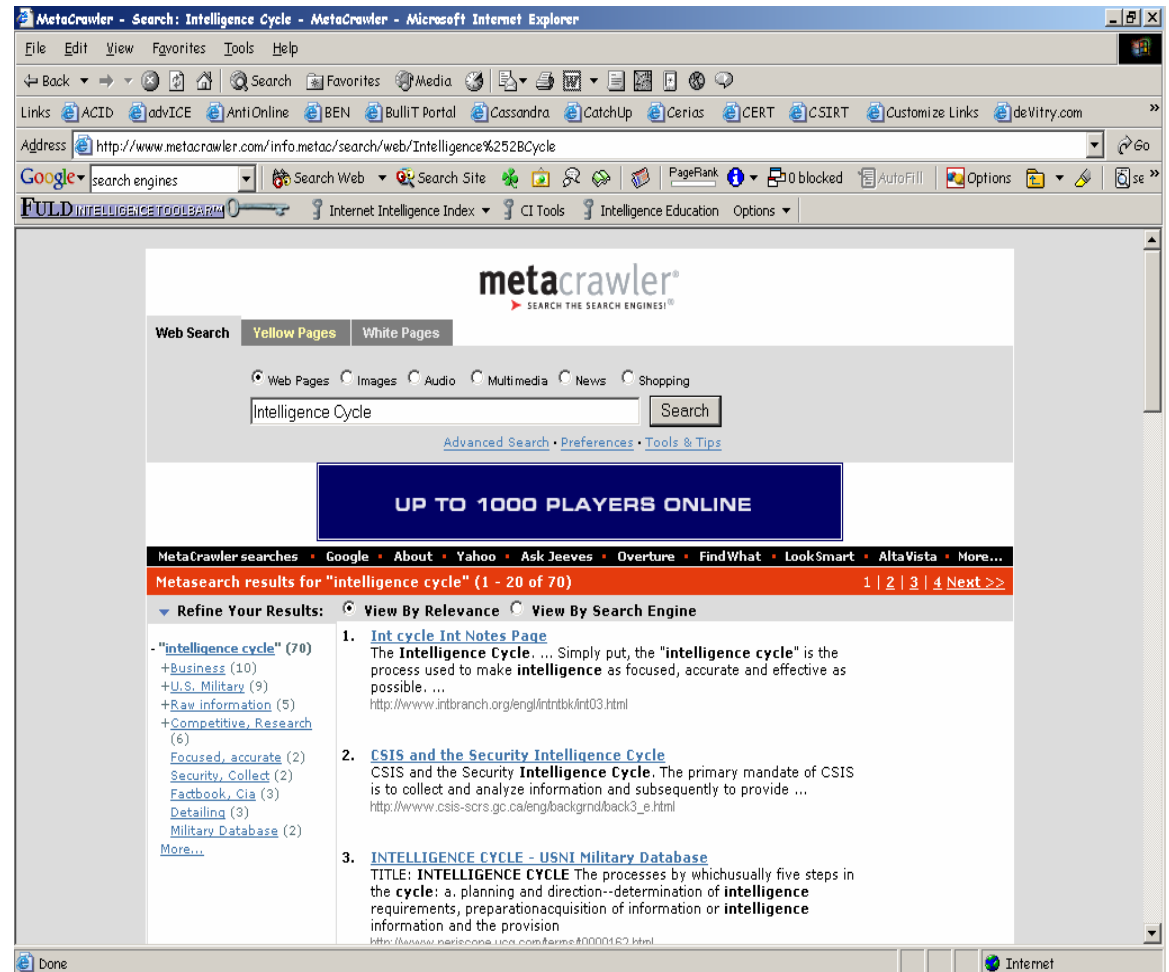 MetaCrawler - Search: Intelligence Cycle - MetaCrawler - Microsoft Internet Explorer
File Edit View Favorites Tools Help
Back Search Favorites Media
Links ACID advICE AntiOnline BEN BulliT Portal Cassandra CatchUp Cerias CERT CSIRT Customize Links deVitry.com »
Address http://www.metacrawler.com/info.metac/search/web/Intelligence%252BCycle Go
Google search engines Search Web Search Site PageRank 0 blocked AutoFill Options se »
FULD INTELLIGENCE TOOLBAR™ Internet Intelligence Index CI Tools Intelligence Education Options
metacrawler®
SEARCH THE SEARCH ENGINES!®
Web Search Yellow Pages White Pages
Web Pages Images Audio Multimedia News Shopping
Intelligence Cycle Search
Advanced Search • Preferences • Tools & Tips
UP TO 1000 PLAYERS ONLINE
MetaCrawler searches • Google • About • Yahoo • Ask Jeeves • Overture • FindWhat • LookSmart • AltaVista • More...
Metasearch results for "intelligence cycle" (1 - 20 of 70) 1 | 2 | 3 | 4 Next >>
Refine Your Results: View By Relevance View By Search Engine
- "intelligence cycle" (70)
+Business (10)
+U.S. Military (9)
+Raw information (5)
+Competitive, Research
(6)
Focused, accurate (2)
Security, Collect (2)
Factbook, Cia (3)
Detailing (3)
Military Database (2)
More...
1. Int cycle Int Notes Page
The Intelligence Cycle. ... Simply put, the "intelligence cycle" is the
process used to make intelligence as focused, accurate and effective as
possible. ...
http://www.intbranch.org/engl/intntbk/int03.html
2. CSIS and the Security Intelligence Cycle
CSIS and the Security Intelligence Cycle. The primary mandate of CSIS
is to collect and analyze information and subsequently to provide ...
http://www.csis-scrs.gc.ca/eng/backgrnd/back3_e.html
3. INTELLIGENCE CYCLE - USNI Military Database
TITLE: INTELLIGENCE CYCLE The processes by whichusually five steps in
the cycle: a. planning and direction--determination of intelligence
requirements, preparationacquisition of information or intelligence
information and the provision
http://www.periscope.ucg.com/terms/t0000162.html
Done Internet